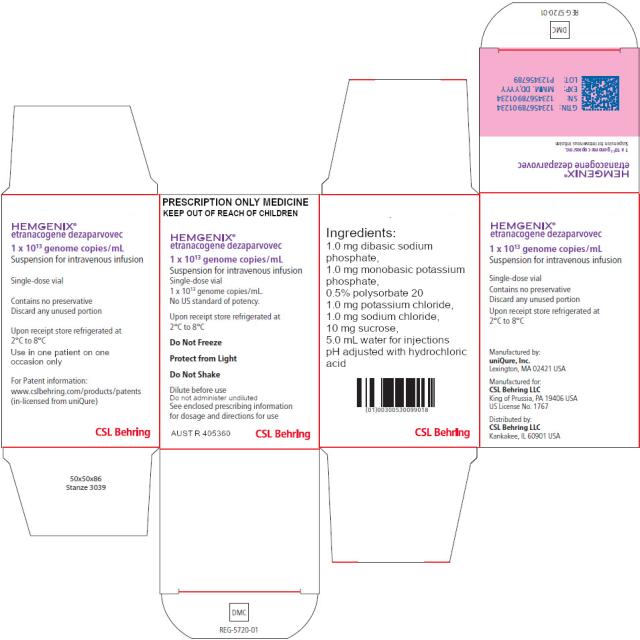 REG-5720-01
DMC
GTIN: 12345678901234
SN: 12345678901234
EXP: MMM. DD,YYYY
LOT: P123456789
HEMGENIX®
etranacogene dezaparvovec
1 x 10¹³ genome copies/mL
Suspension for intravenous infusion
HEMGENIX®
etranacogene dezaparvovec
1 x 10¹³ genome copies/mL
Suspension for intravenous infusion
Single-dose vial
Contains no preservative
Discard any unused portion
Upon receipt store refrigerated at
2°C to 8°C
Use in one patient on one
occasion only
For Patent information:
www.cslbehring.com/products/patents
(in-licensed from uniQure)
CSL Behring
50x50x86
Stanze 3039
PRESCRIPTION ONLY MEDICINE
KEEP OUT OF REACH OF CHILDREN
HEMGENIX®
etranacogene dezaparvovec
1 x 10¹³ genome copies/mL
Suspension for intravenous infusion
Single-dose vial
1 x 10¹³ genome copies/mL.
No US standard of potency.
Upon receipt store refrigerated at
2°C to 8°C
Do Not Freeze
Protect from Light
Do Not Shake
Dilute before use
Do not administer undiluted
See enclosed prescribing information
for dosage and directions for use
AUST R 405360
CSL Behring
DMC
REG-5720-01
Ingredients:
1.0 mg dibasic sodium
phosphate,
1.0 mg monobasic potassium
phosphate,
0.5% polysorbate 20
1.0 mg potassium chloride,
1.0 mg sodium chloride,
10 mg sucrose,
5.0 mL water for injections
pH adjusted with hydrochloric
acid
(01)00300530099018
HEMGENIX®
etranacogene dezaparvovec
1 x 10¹³ genome copies/mL
Suspension for intravenous infusion
Single-dose vial
Contains no preservative
Discard any unused portion
Upon receipt store refrigerated at
2°C to 8°C
Manufactured by:
uniQure, Inc.
Lexington, MA 02421 USA
Manufactured for:
CSL Behring LLC
King of Prussia, PA 19406 USA
US License No. 1767
Distributed by:
CSL Behring LLC
Kankakee, IL 60901 USA